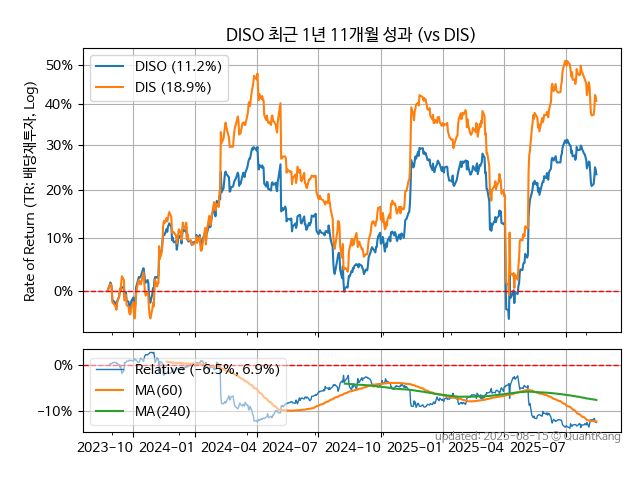 DISO 최근 1년 11개월 성과 (vs DIS)
Rate of Return (TR: 배당재투자, Log)
50%
40%
30%
20%
10%
0%
DISO (11.2%)
DIS (18.9%)
0%
−10%
Relative (−6.5%, 6.9%)
MA(60)
MA(240)
updated: 2025-08-15 © QuantKang
2023-10 2024-01 2024-04 2024-07 2024-10 2025-01 2025-04 2025-07